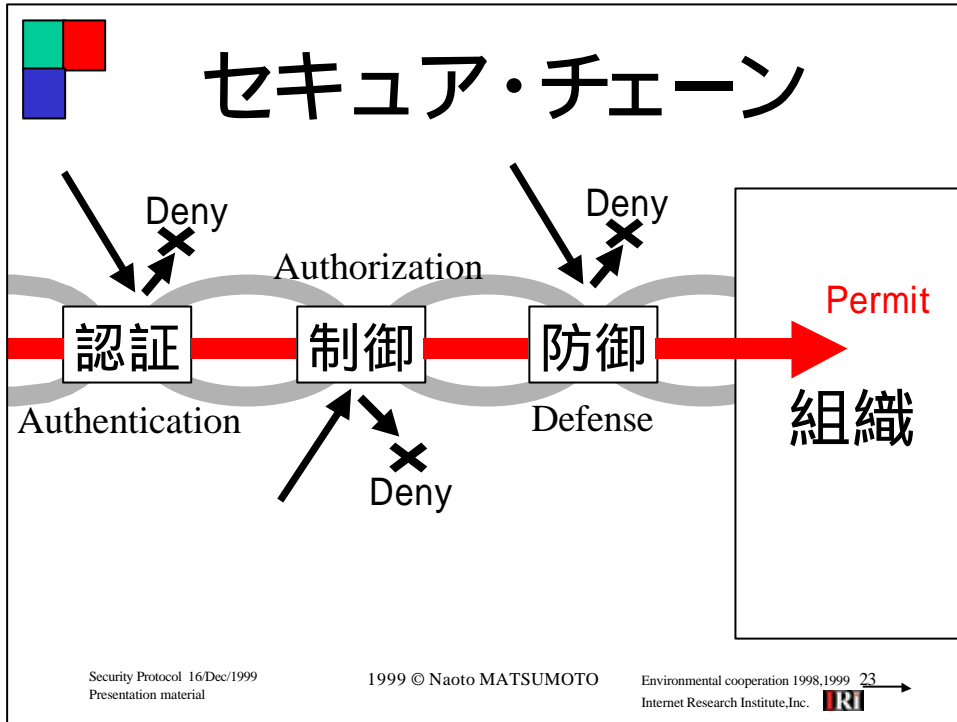 セキュア・チェーン
Deny
Deny
Authorization
Permit
認証
制御
防御
Authentication
Defense
組織
Deny
Security Protocol 16/Dec/1999
Presentation material
1999 © Naoto MATSUMOTO
Environmental cooperation 1998,1999
23
Internet Research Institute,Inc.
IRI